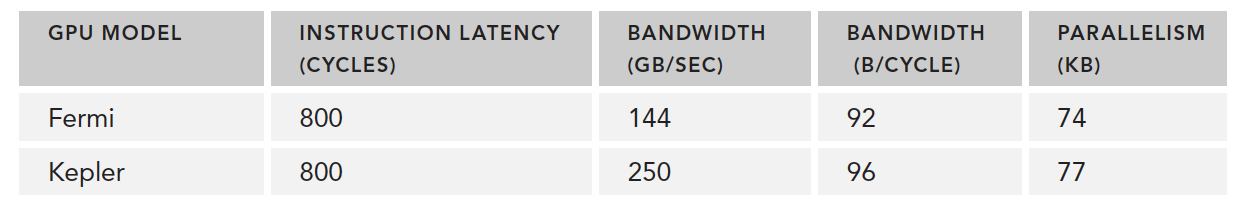 GPU MODEL INSTRUCTION LATENCY (CYCLES) BANDWIDTH (GB/SEC) BANDWIDTH (B/CYCLE) PARALLELISM (KB)
Fermi 800 144 92 74
Kepler 800 250 96 77